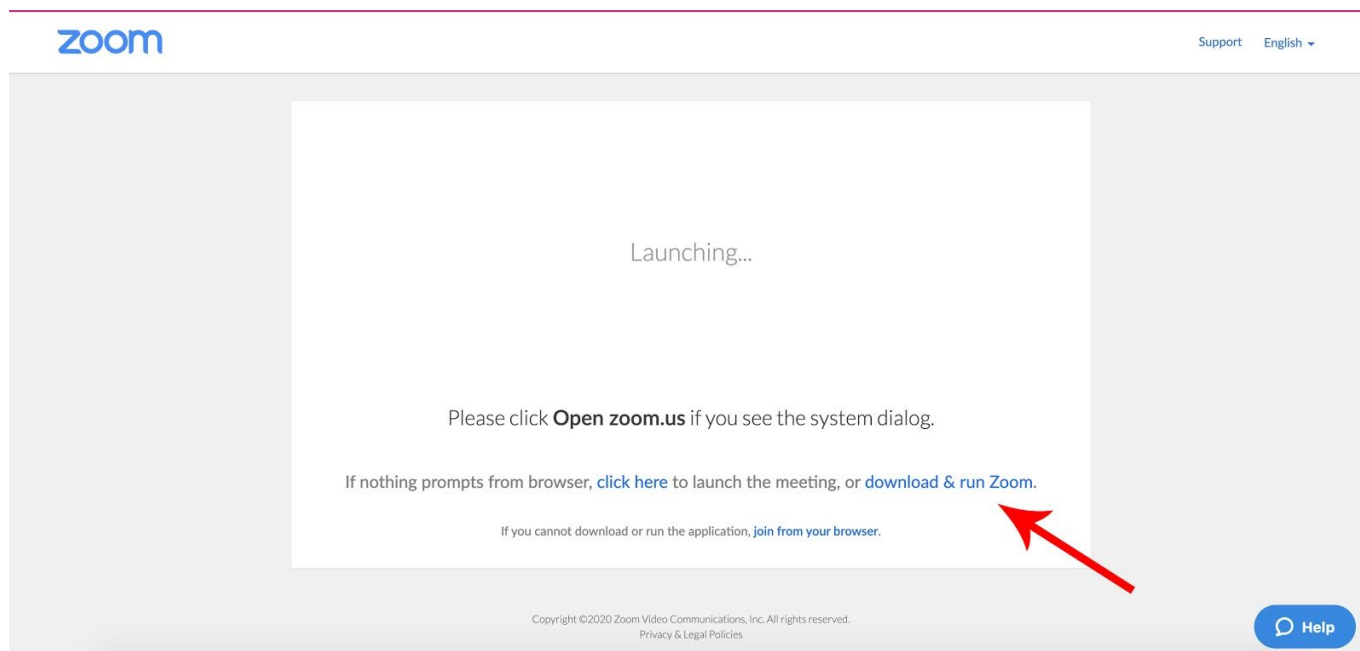 zoom
Support English
Launching...
Please click Open zoom.us if you see the system dialog.
If nothing prompts from browser, click here to launch the meeting, or download & run Zoom.
If you cannot download or run the application, join from your browser.
Copyright ©2020 Zoom Video Communications, Inc. All rights reserved.
Privacy & Legal Policies
Help